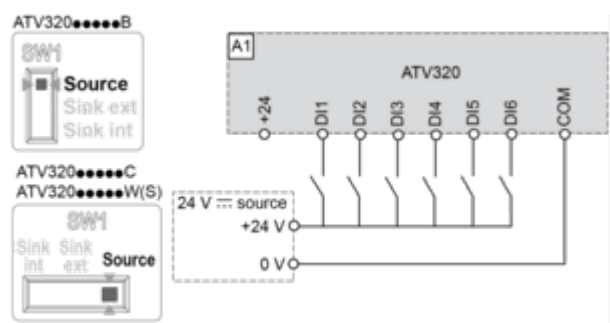 ATV320●●●●●B
SW1
Source
Sink ext
Sink int
ATV320●●●●●C
ATV320●●●●●W(S)
SW1
Sink int
Sink ext
Source
A1
ATV320
+24
DI1
DI2
DI3
DI4
DI5
DI6
COM
24 V ⎓ source
+24 V
0 V